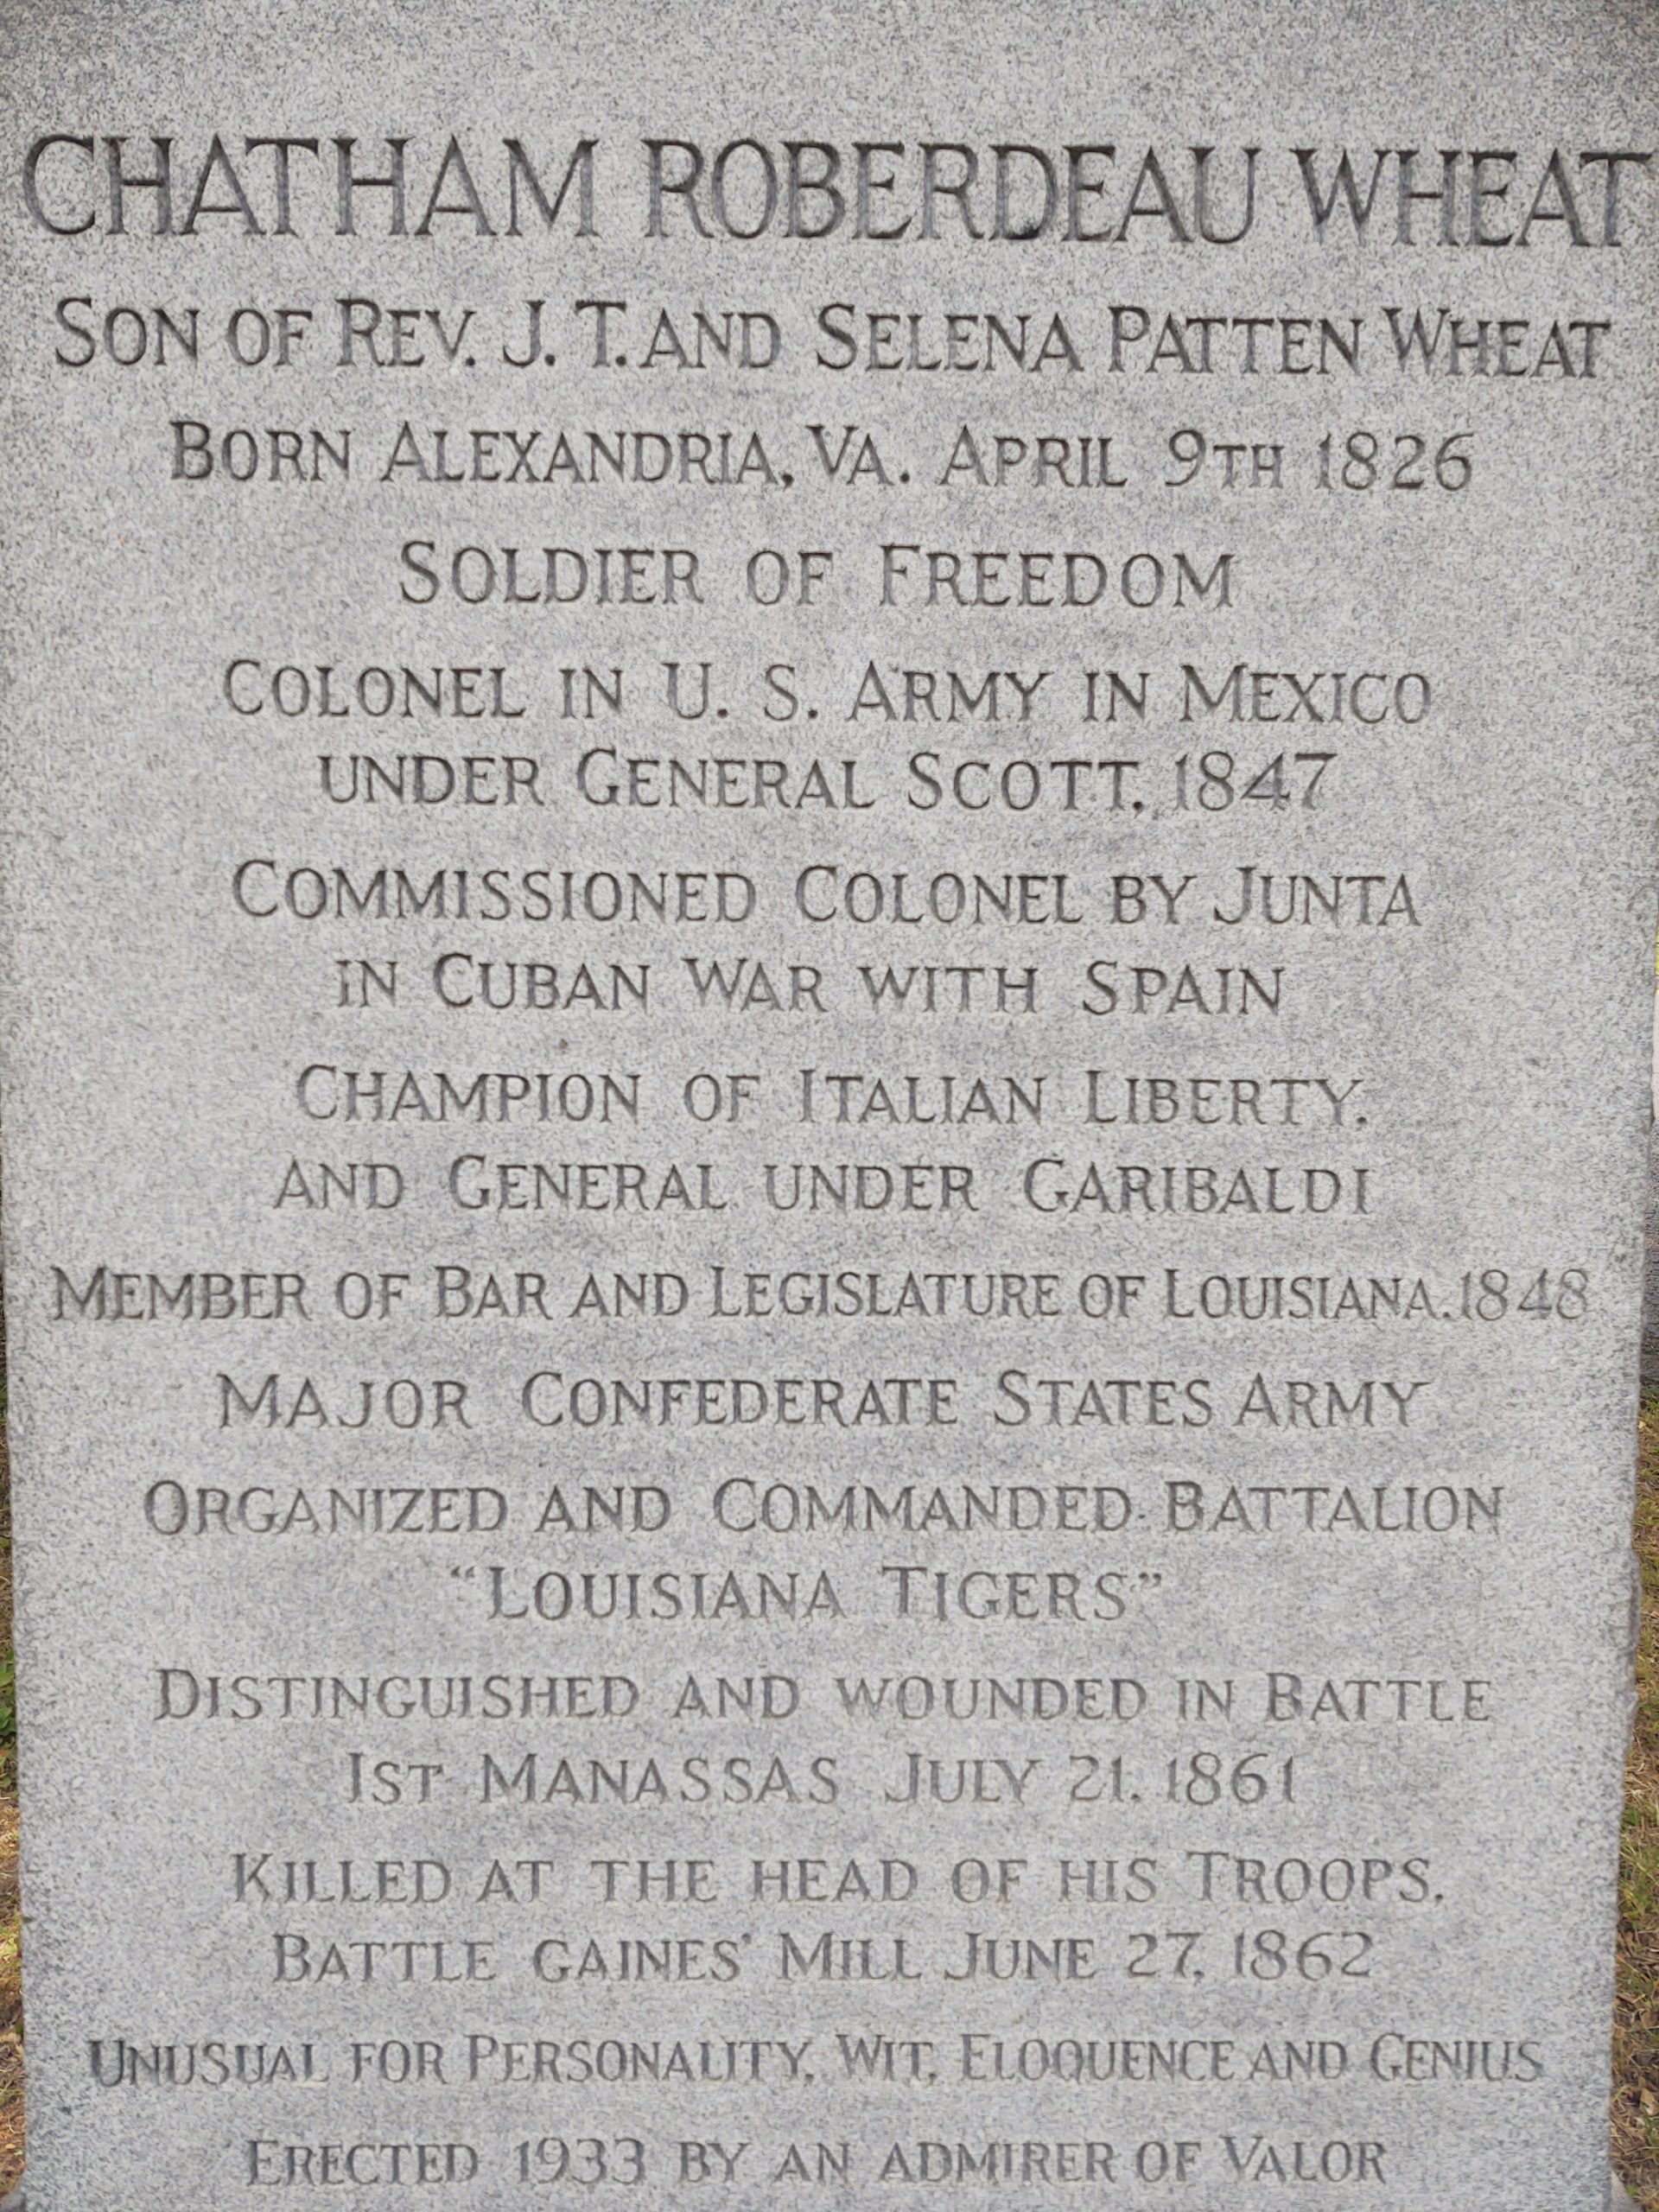 CHATHAM ROBERDEAU WHEAT
SON OF REV. J. T. AND SELENA PATTEN WHEAT
BORN ALEXANDRIA, VA. APRIL 9TH 1826
SOLDIER OF FREEDOM
COLONEL IN U. S. ARMY IN MEXICO
UNDER GENERAL SCOTT, 1847
COMMISSIONED COLONEL BY JUNTA
IN CUBAN WAR WITH SPAIN
CHAMPION OF ITALIAN LIBERTY,
AND GENERAL UNDER GARIBALDI
MEMBER OF BAR AND LEGISLATURE OF LOUISIANA, 1848
MAJOR CONFEDERATE STATES ARMY
ORGANIZED AND COMMANDED BATTALION
"LOUISIANA TIGERS"
DISTINGUISHED AND WOUNDED IN BATTLE
1ST MANASSAS JULY 21, 1861
KILLED AT THE HEAD OF HIS TROOPS,
BATTLE GAINES' MILL JUNE 27, 1862
UNUSUAL FOR PERSONALITY, WIT, ELOQUENCE AND GENIUS
ERECTED 1933 BY AN ADMIRER OF VALOR